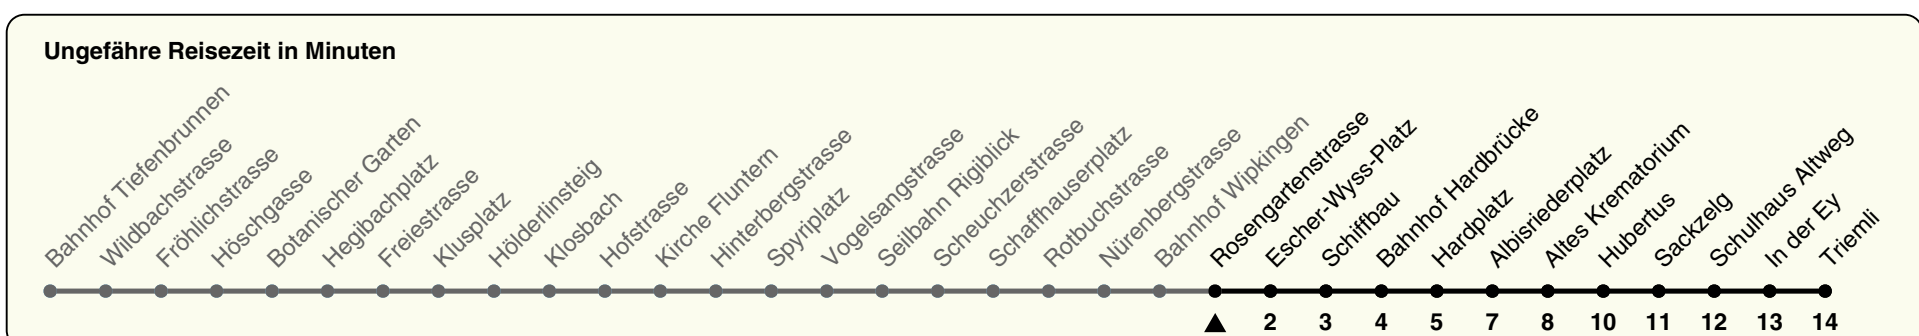 Ungefähre Reisezeit in Minuten
Bahnhof Tiefenbrunnen
Wildbachstrasse
Fröhlichstrasse
Höschgasse
Botanischer Garten
Hegibachplatz
Freiestrasse
Klusplatz
Hölderlinsteig
Klosbach
Hofstrasse
Kirche Fluntern
Hinterbergstrasse
Spyriplatz
Vogelsangstrasse
Seilbahn Rigiblick
Scheuchzerstrasse
Schaffhauserplatz
Rotbuchstrasse
Nürenbergstrasse
Bahnhof Wipkingen
Rosengartenstrasse
Escher-Wyss-Platz
Schiffbau
Bahnhof Hardbrücke
Hardplatz
Albisriederplatz
Altes Krematorium
Hubertus
Sackzelg
Schulhaus Altweg
In der Ey
Triemli
2 3 4 5 7 8 10 11 12 13 14